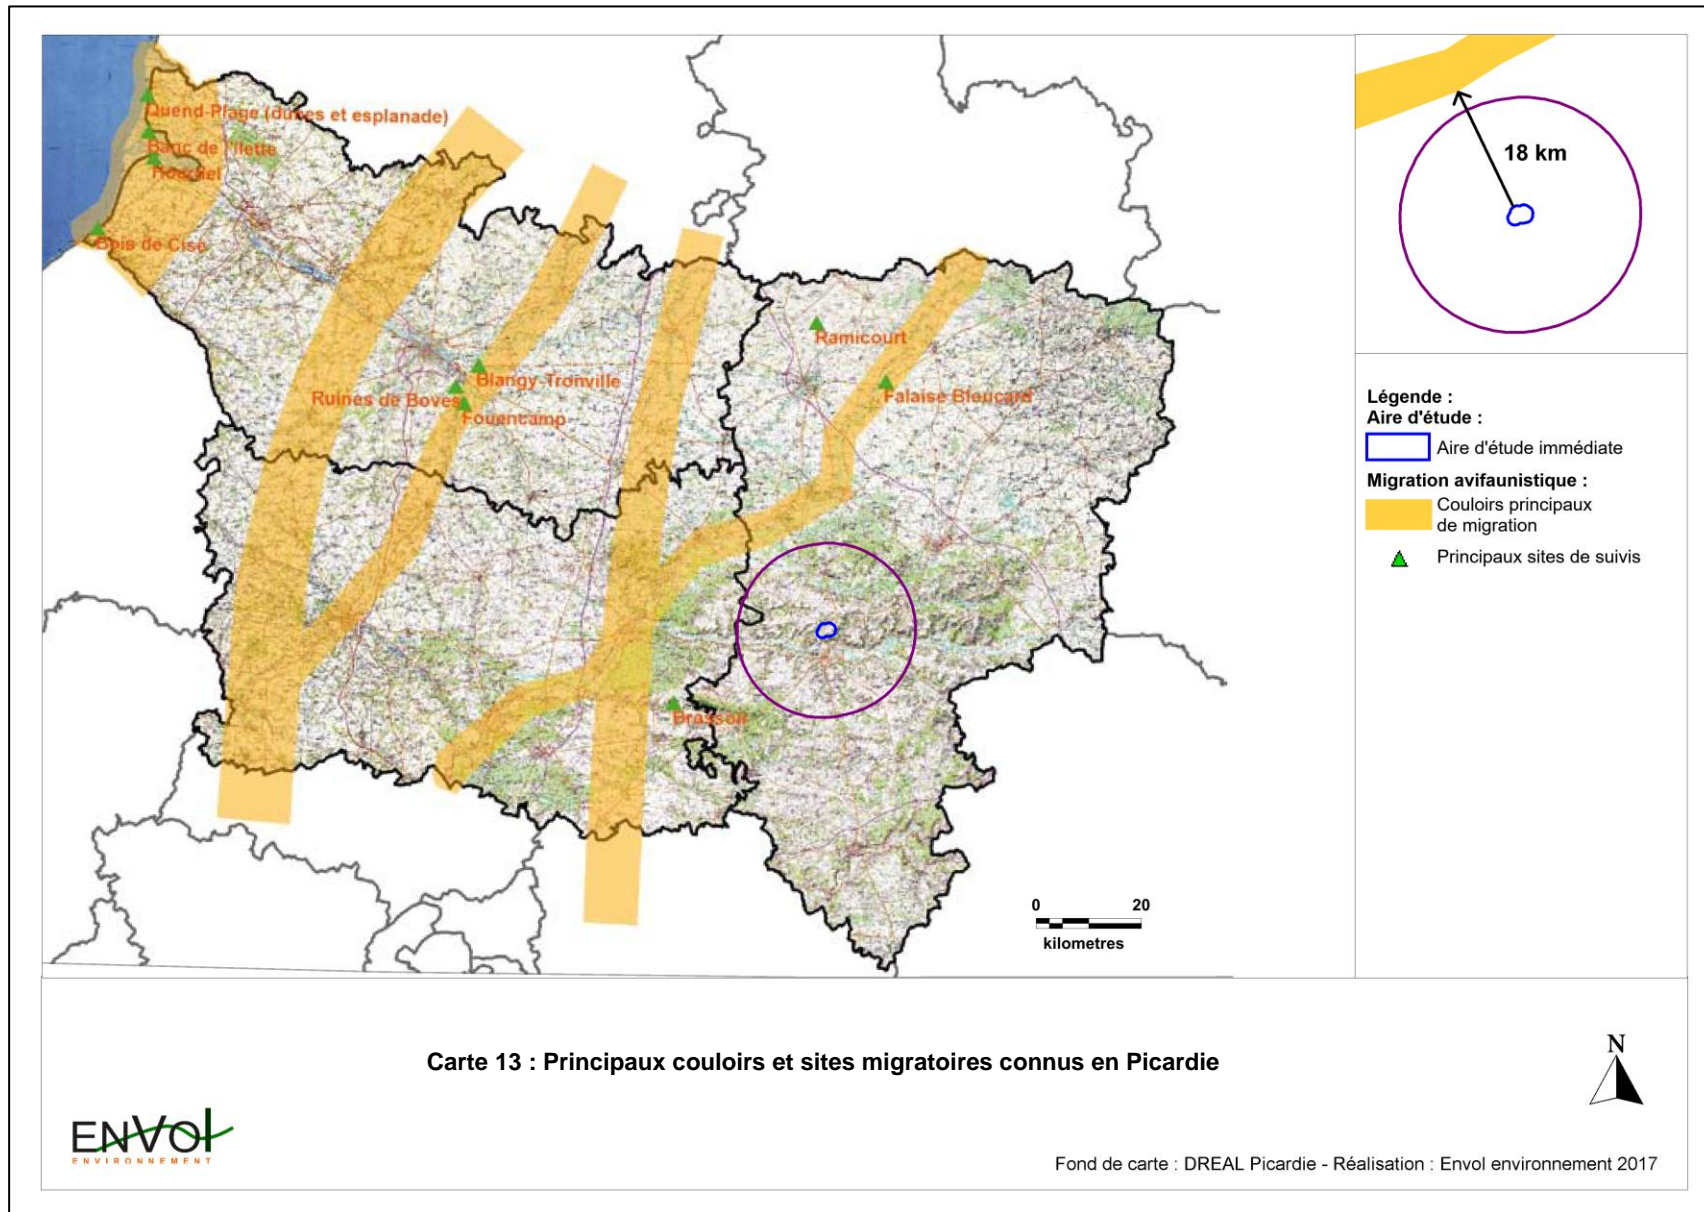 Quend-Plage (dunes et esplanade)
Banc de l'Ilette
Hourdel
Bois de Cise
Blangy-Tronville
Ruines de Boves
Fouencamp
Ramicourt
Falaise Bloucard
Brassoir
0 20
kilometres
18 km
Légende :
Aire d'étude :
Aire d'étude immédiate
Migration avifaunistique :
Couloirs principaux
de migration
Principaux sites de suivis
Carte 13 : Principaux couloirs et sites migratoires connus en Picardie
N
ENVOl
ENVIRONNEMENT
Fond de carte : DREAL Picardie - Réalisation : Envol environnement 2017